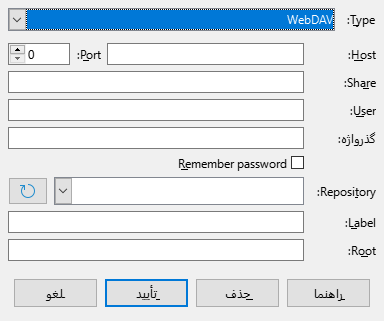 Type: WebDAV
Host: Port: 0
Share:
User:
گذرواژه:
Remember password
Repository:
Label:
Root:
راهنما حذف تأیید لغو